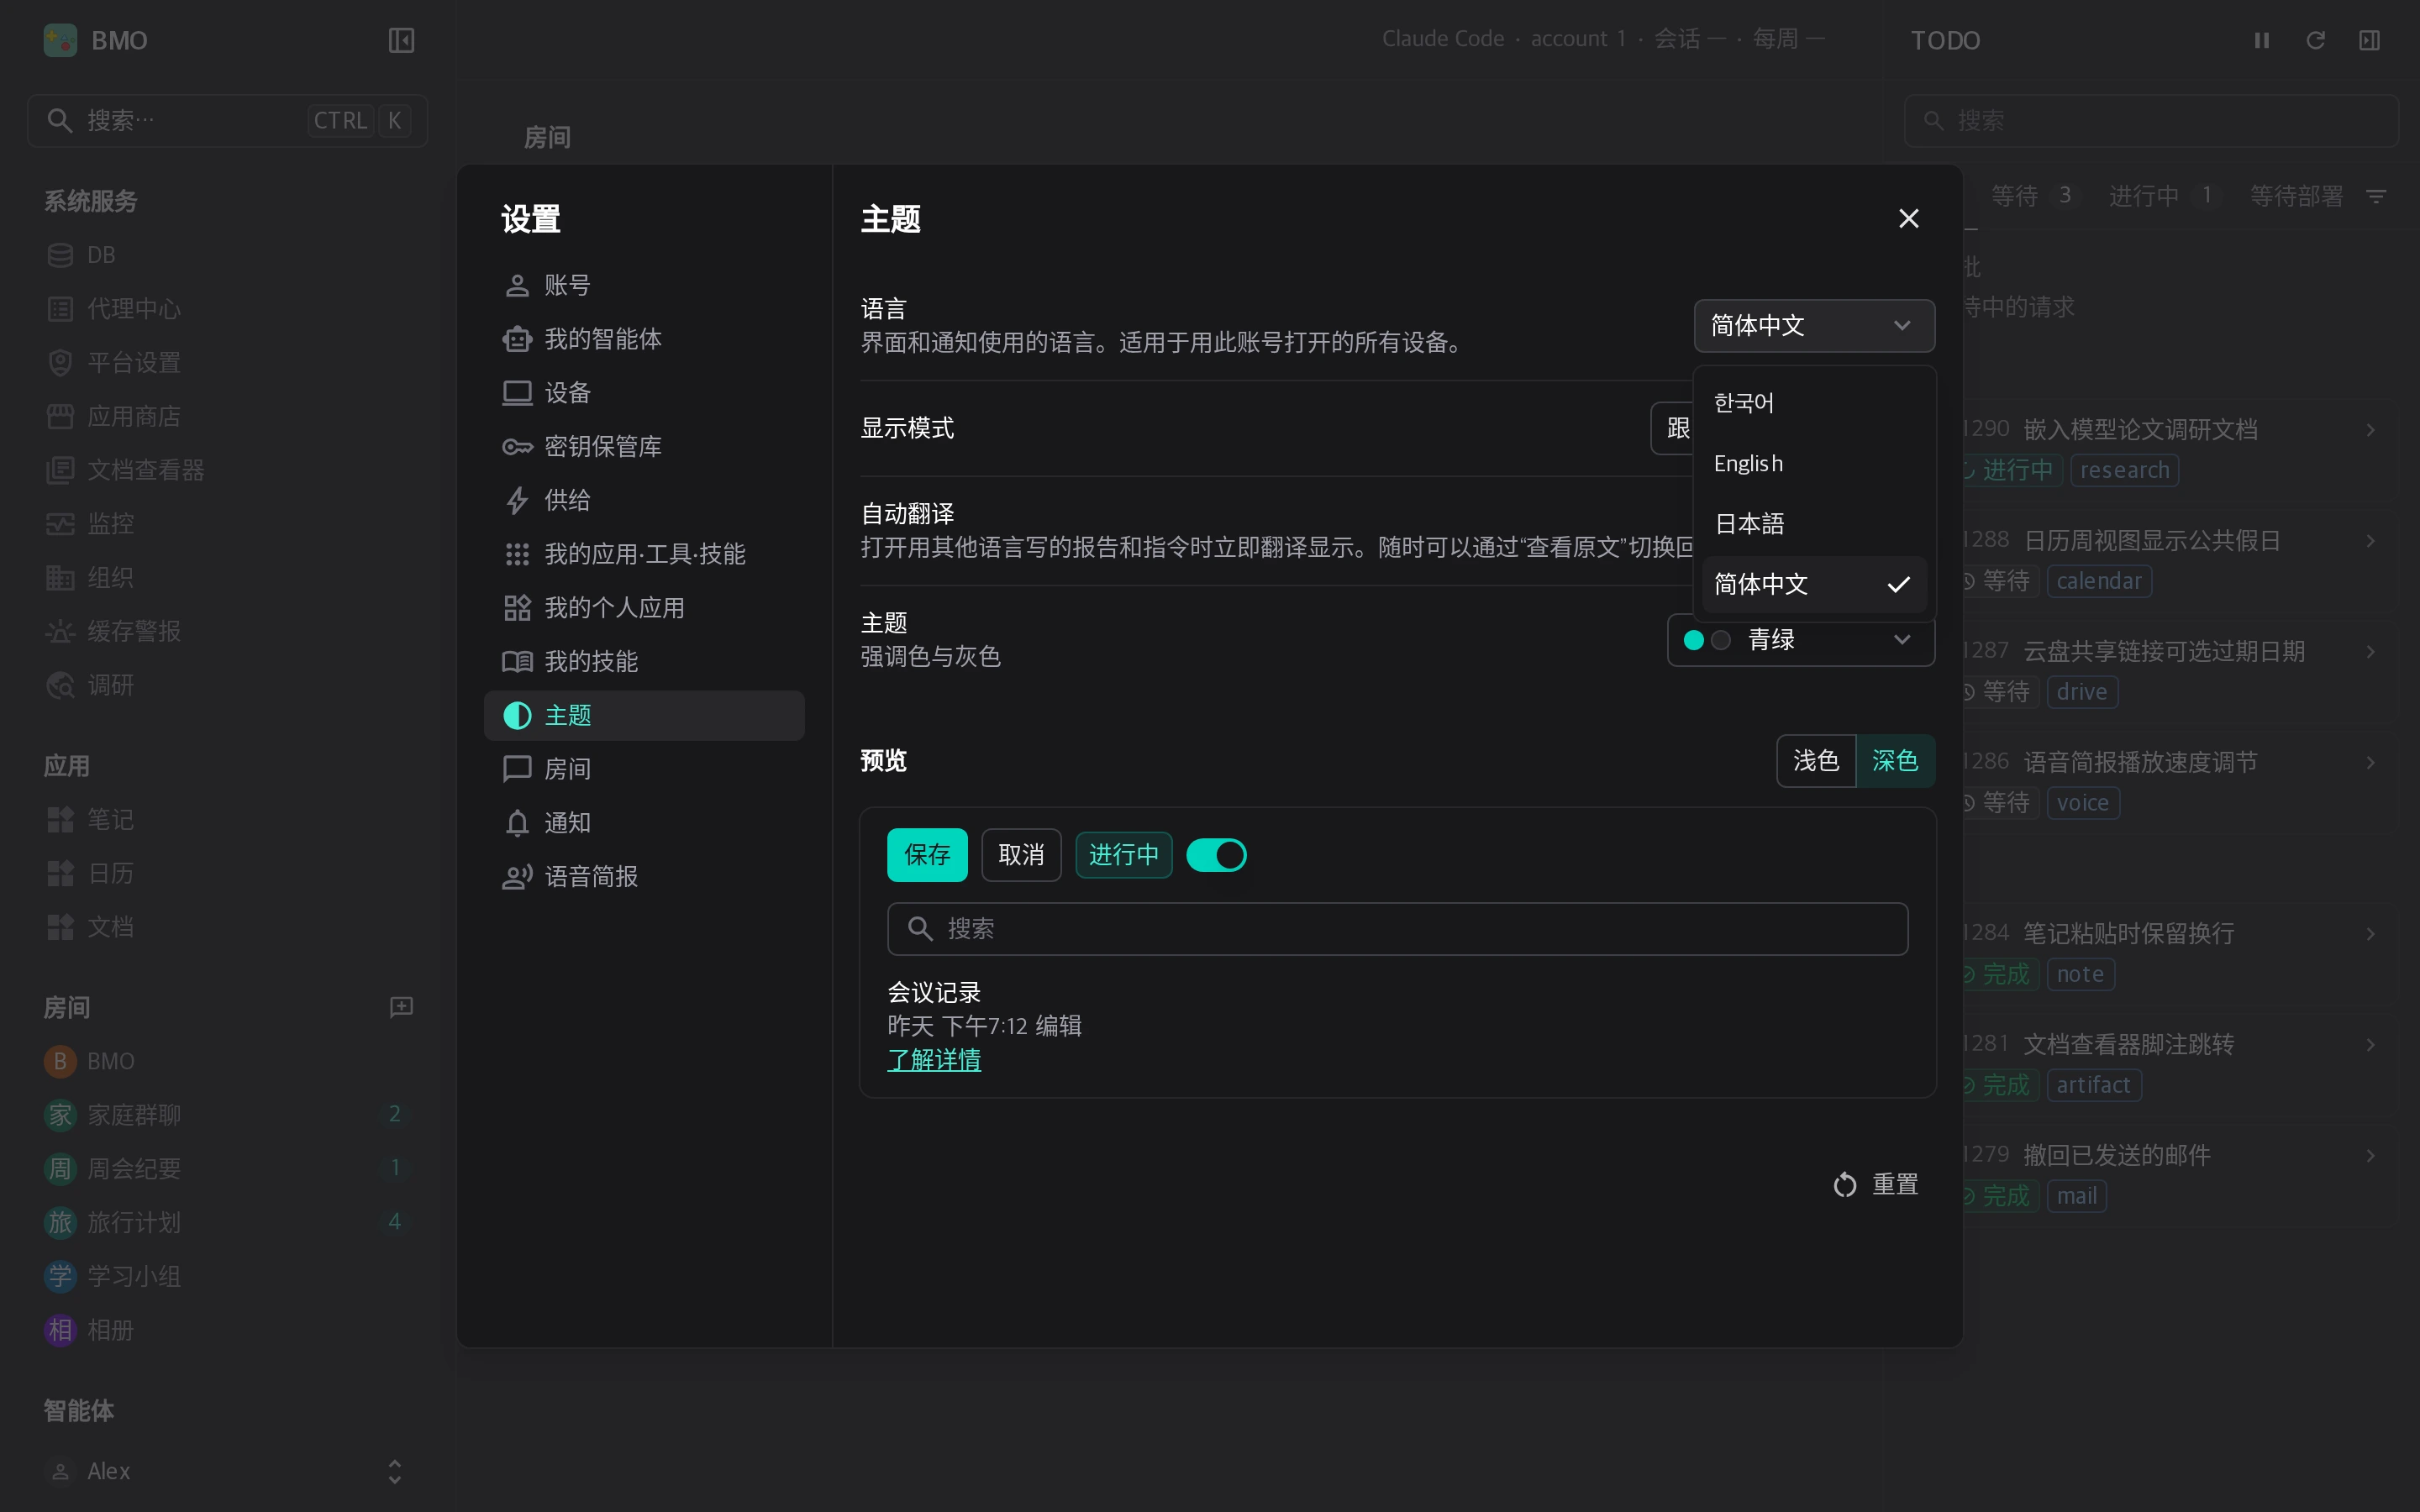 BMO
搜索…
CTRL K
系统服务
DB
代理中心
平台设置
应用商店
文档查看器
监控
组织
缓存警报
调研
应用
笔记
日历
文档
房间
B BMO
家 家庭群聊 2
周 周会纪要 1
旅 旅行计划 4
学 学习小组
相 相册
智能体
Alex
Claude Code · account 1 · 会话 — · 每周 —
房间
设置
账号
我的智能体
设备
密钥保管库
供给
我的应用·工具·技能
我的个人应用
我的技能
主题
房间
通知
语音简报
主题
语言
界面和通知使用的语言。适用于用此账号打开的所有设备。
简体中文
한국어
English
日本語
简体中文
显示模式
跟
自动翻译
打开用其他语言写的报告和指令时立即翻译显示。随时可以通过“查看原文”切换回
主题
强调色与灰色
青绿
预览
浅色 深色
保存 取消 进行中
搜索
会议记录
昨天 下午7:12 编辑
了解详情
重置
TODO
搜索
等待 3 进行中 1 等待部署
批
待中的请求
1290 嵌入模型论文调研文档
进行中 research
1288 日历周视图显示公共假日
等待 calendar
1287 云盘共享链接可选过期日期
等待 drive
1286 语音简报播放速度调节
等待 voice
1284 笔记粘贴时保留换行
完成 note
1281 文档查看器脚注跳转
完成 artifact
1279 撤回已发送的邮件
完成 mail